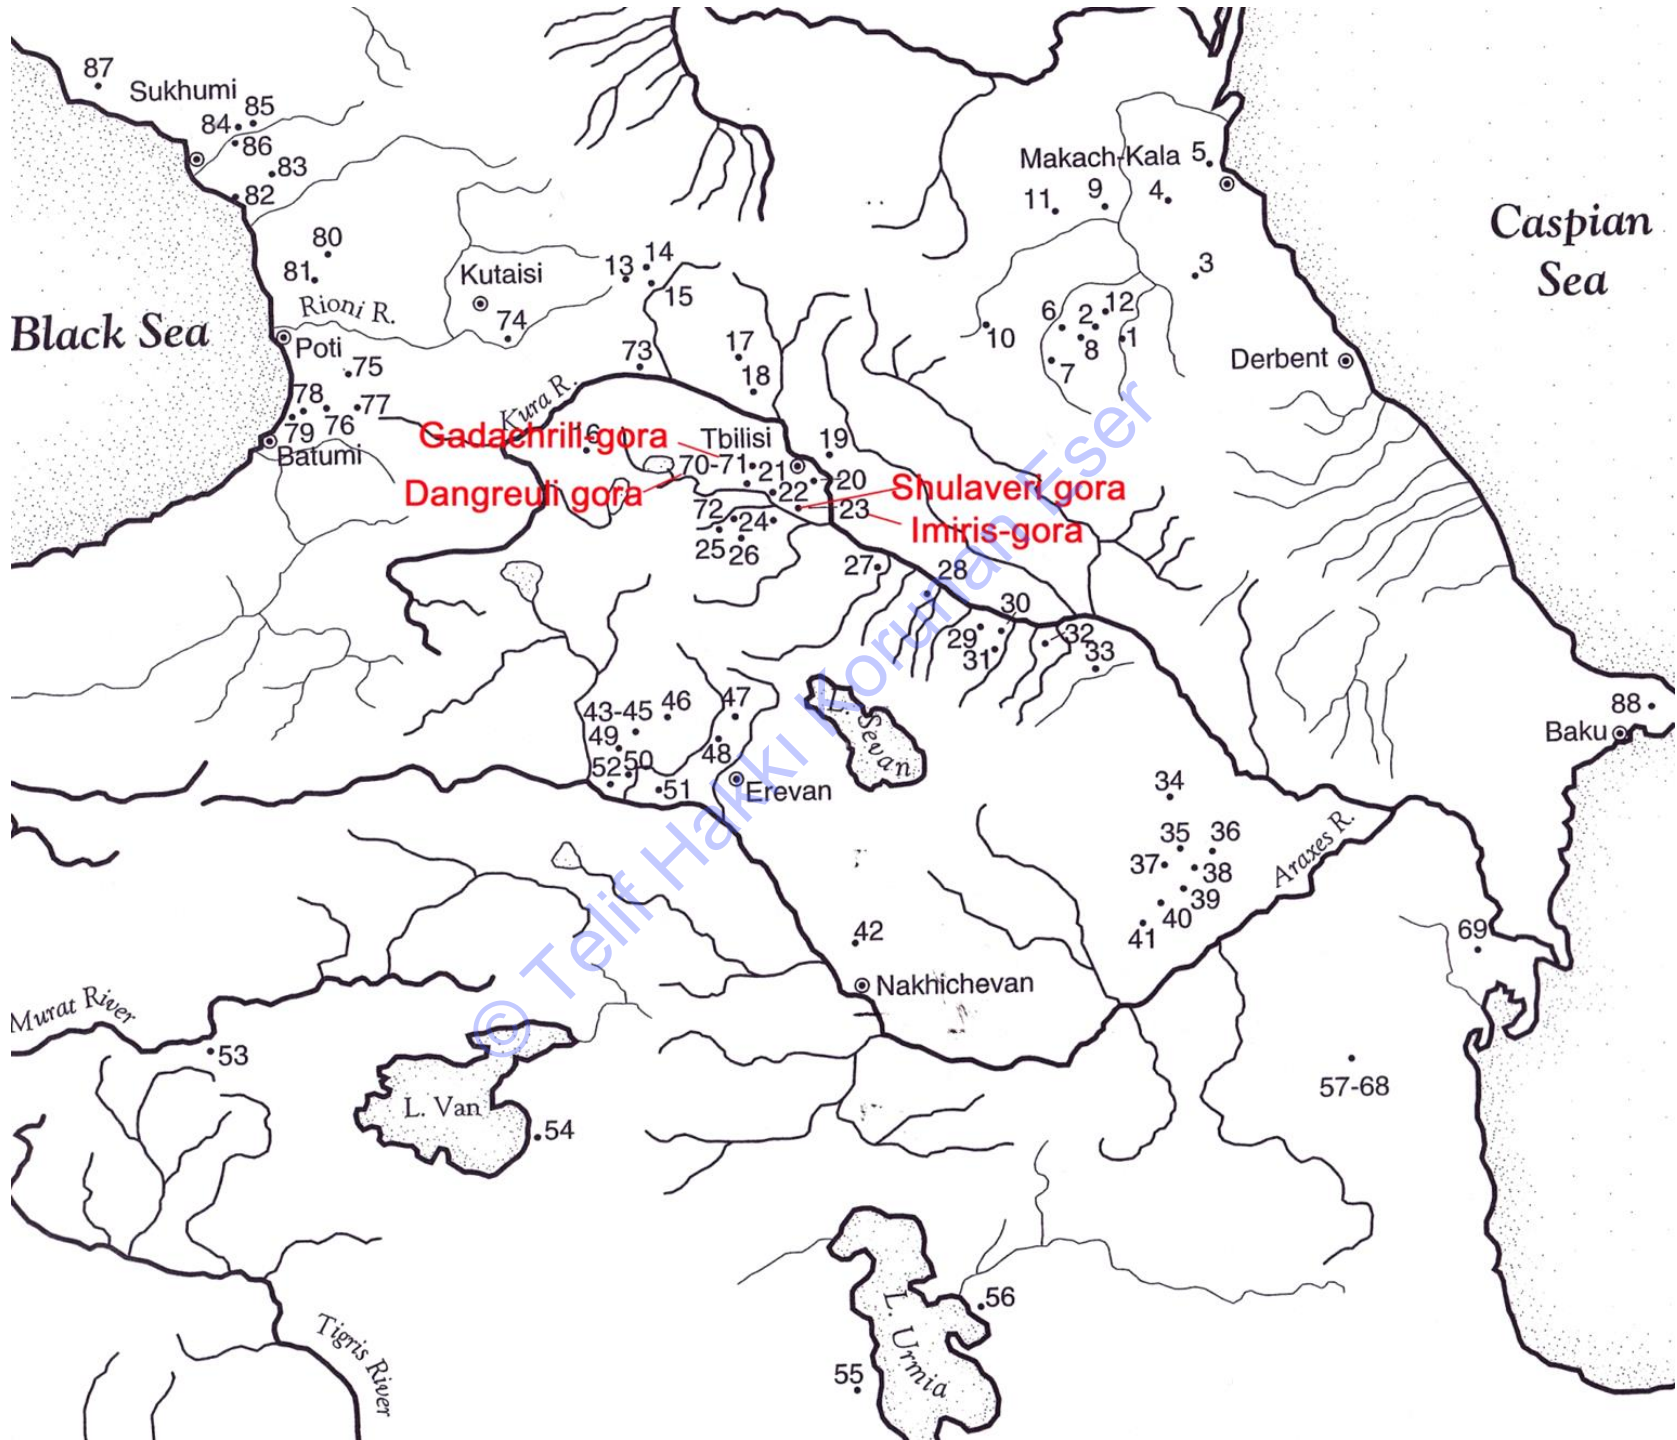 87
Sukhumi
85
84
86
83
82
80
81
Rioni R.
Kutaisi
74
13
14
15
Black Sea
Poti
75
78
77
79
76
Batumi
73
17
18
Kura R.
16
Gadachrili-gora
Tbilisi
19
70-71
21
20
Dangreuli gora
22
Shulaveri gora
72
24
23
Imiris-gora
25
26
27
28
30
29
31
32
33
Makach-Kala
5
11
9
4
3
Caspian
Sea
6
2
12
10
8
1
7
Derbent
L. Sevan
43-45
46
47
49
48
52
50
51
Erevan
88
Baku
34
35
36
37
38
39
40
41
Araxes R.
42
69
Nakhichevan
Murat River
53
L. Van
54
57-68
L. Urmia
56
55
Tigris River
© Telif Hakkı Korunan Eser